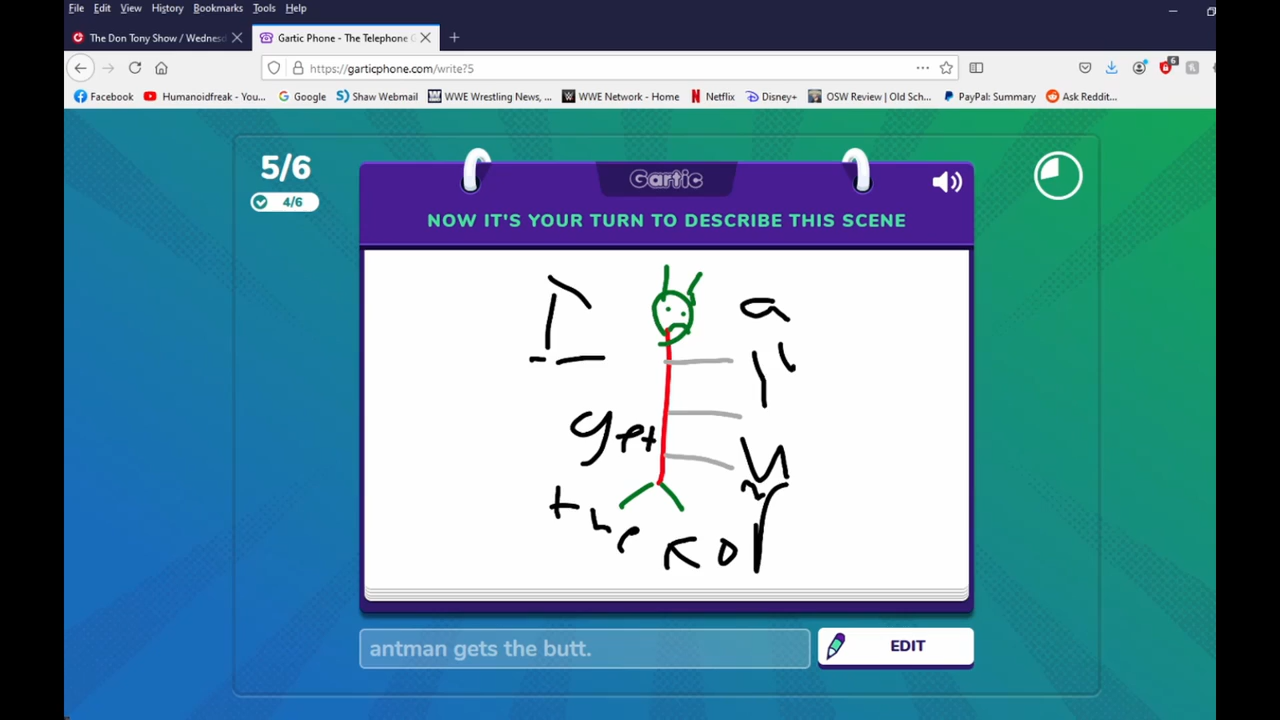 File Edit View History Bookmarks Tools Help
The Don Tony Show / Wednesd
Gartic Phone - The Telephone G
https://garticphone.com/write?5
6
Facebook Humanoidfreak - You... Google Shaw Webmail WWE Wrestling News, ... WWE Network - Home Netflix Disney+ OSW Review | Old Sch... PayPal: Summary Ask Reddit...
5/6
4/6
Gartic
NOW IT'S YOUR TURN TO DESCRIBE THIS SCENE
get
the
antman gets the butt.
EDIT